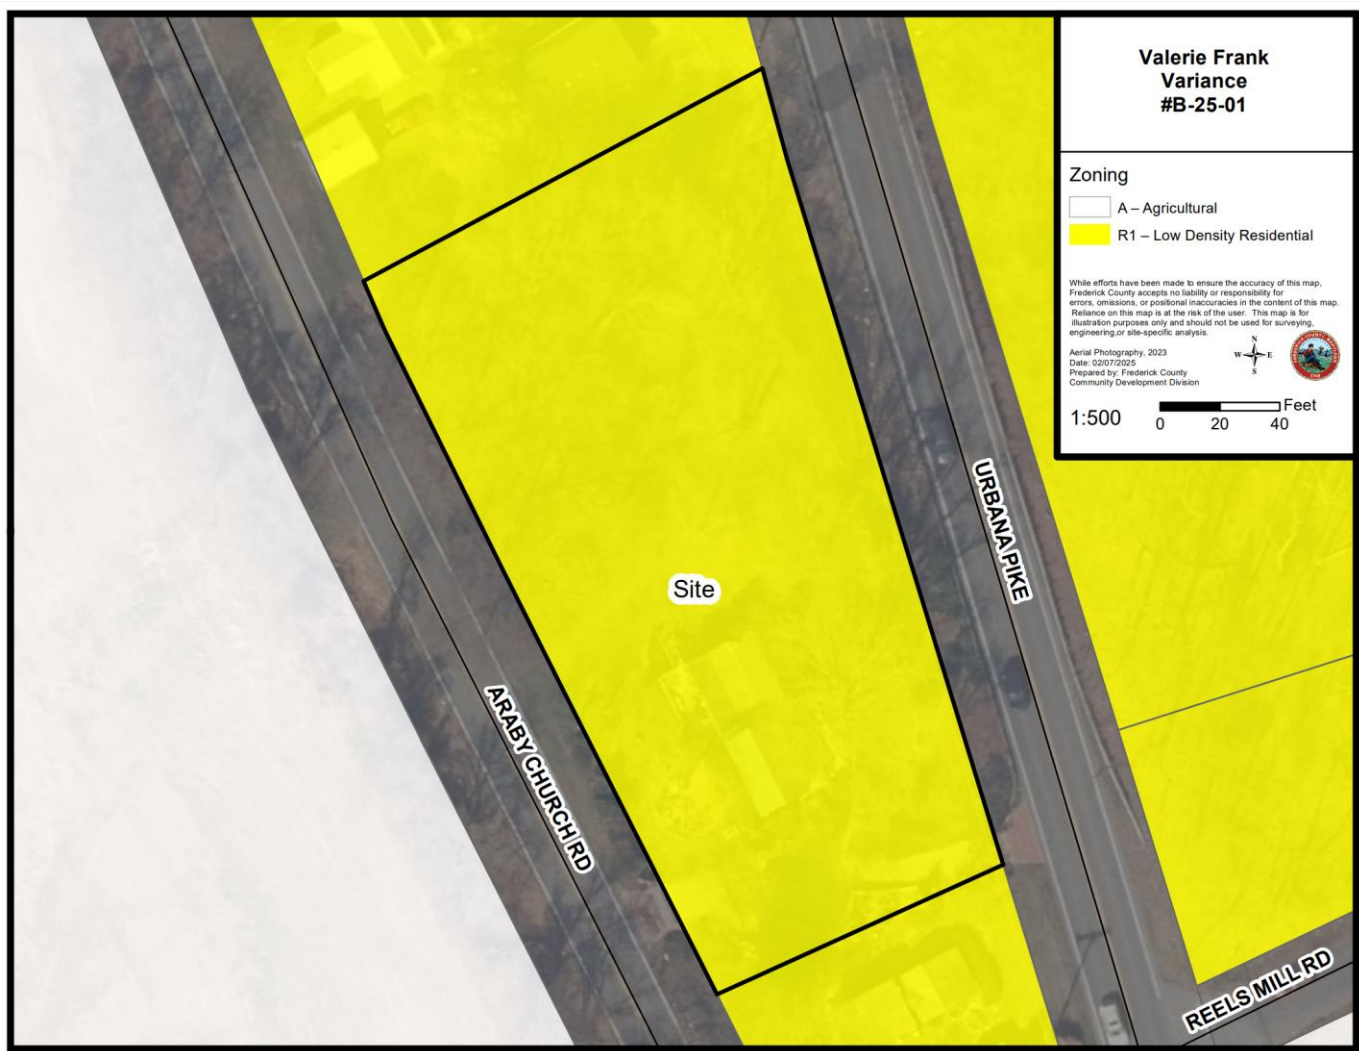 Valerie Frank
Variance
#B-25-01
Zoning
A – Agricultural
R1 – Low Density Residential
While efforts have been made to ensure the accuracy of this map,
Frederick County accepts no liability or responsibility for
errors, omissions, or positional inaccuracies in the content of this map.
Reliance on this map is at the risk of the user. This map is for
illustration purposes only and should not be used for surveying,
engineering,or site-specific analysis.
N
W E
S
Aerial Photography, 2023
Date: 02/07/2025
Prepared by: Frederick County
Community Development Division
1:500
Feet
0 20 40
URBANA PIKE
Site
ARABY CHURCH RD
REELS MILL RD